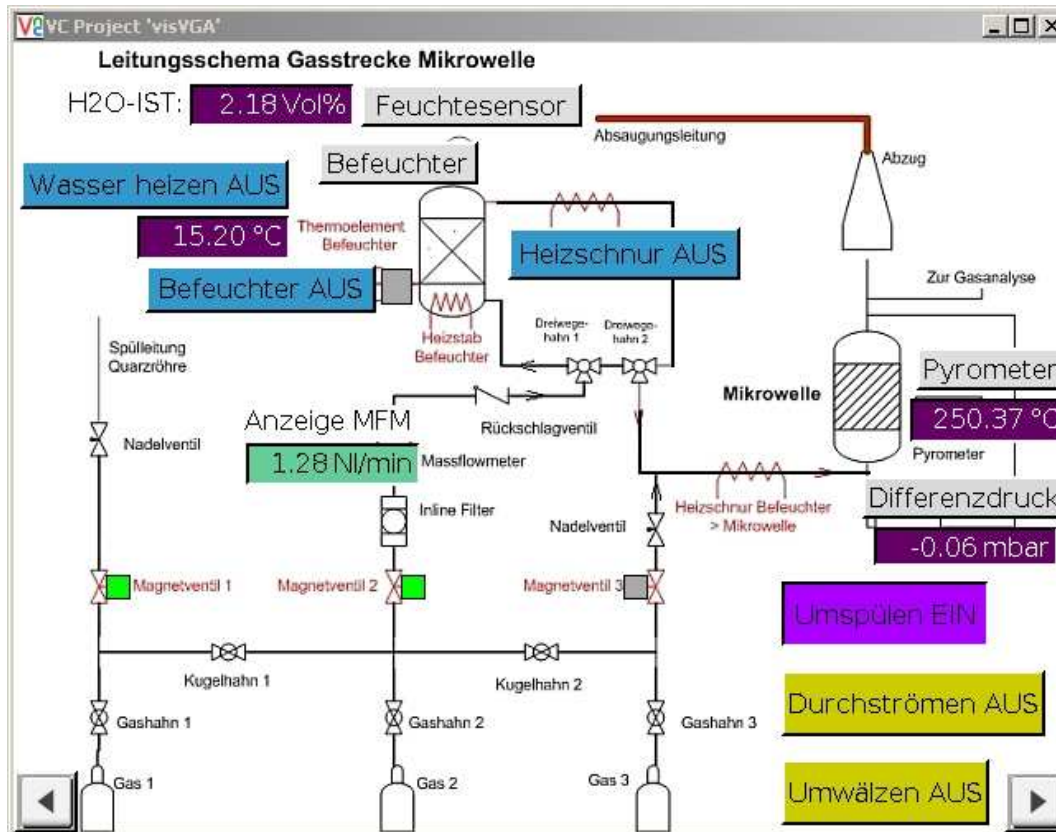 VC Project 'visVGA'
Leitungsschema Gasstrecke Mikrowelle
H2O-IST: 2.18 Vol% Feuchtesensor
Absaugungsleitung
Abzug
Befeuchter
Wasser heizen AUS
15.20 °C
Thermoelement
Befeuchter
Heizschnur AUS
Befeuchter AUS
Zur Gasanalyse
Heizstab
Befeuchter
Dreiwege-
hahn 1
Dreiwege-
hahn 2
Spülleitung
Quarzröhre
Mikrowelle
Pyrometer
250.37 °C
Pyrometer
Anzeige MFM
1.28 Nl/min
Massflowmeter
Rückschlagventil
Nadelventil
Inline Filter
Nadelventil
Heizschnur Befeuchter
> Mikrowelle
Differenzdruck
-0.06 mbar
Magnetventil 1
Magnetventil 2
Magnetventil 3
Umspülen EIN
Kugelhahn 1
Kugelhahn 2
Durchströmen AUS
Gashahn 1
Gashahn 2
Gashahn 3
Gas 1
Gas 2
Gas 3
Umwälzen AUS